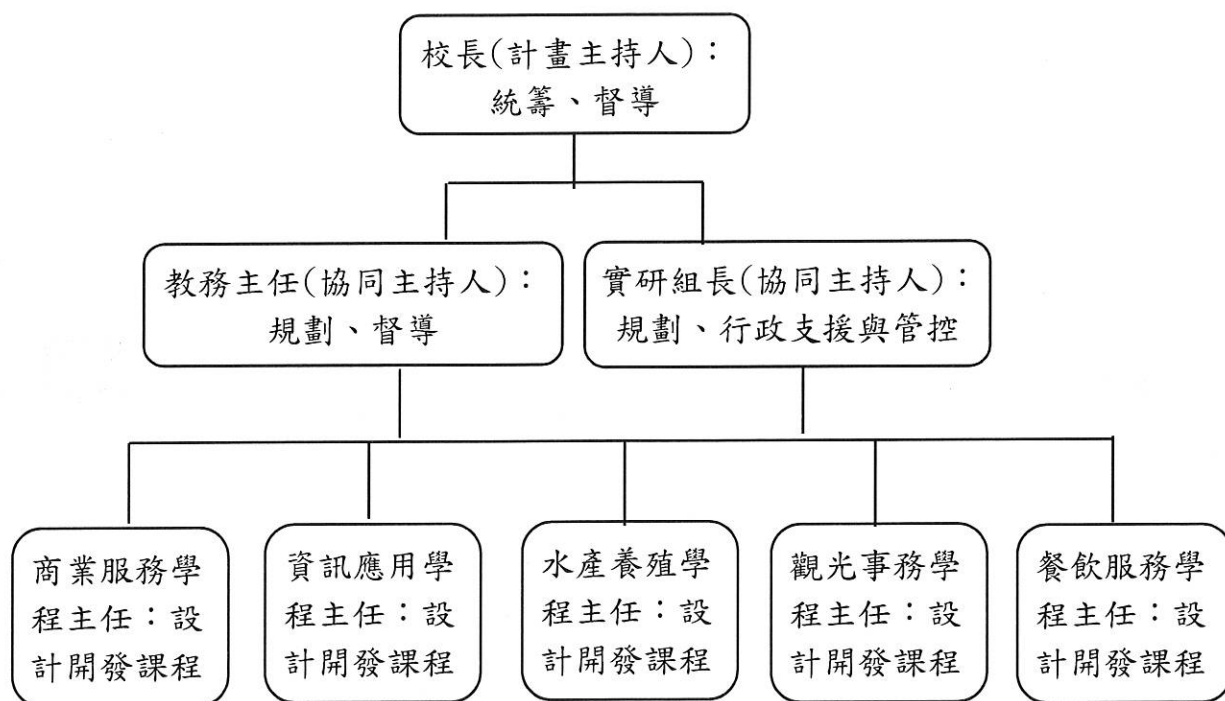 校長(計畫主持人)：
統籌、督導
教務主任(協同主持人)：
規劃、督導
實研組長(協同主持人)：
規劃、行政支援與管控
商業服務學
程主任：設
計開發課程
資訊應用學
程主任：設
計開發課程
水產養殖學
程主任：設
計開發課程
觀光事務學
程主任：設
計開發課程
餐飲服務學
程主任：設
計開發課程